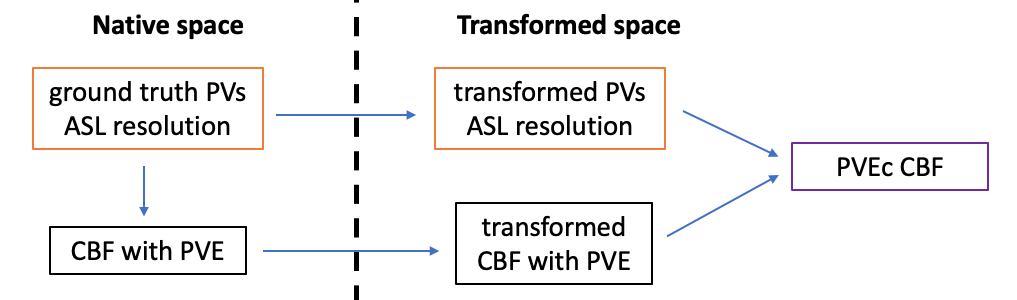 Native space
Transformed space
ground truth PVs
ASL resolution
transformed PVs
ASL resolution
PVEc CBF
CBF with PVE
transformed
CBF with PVE